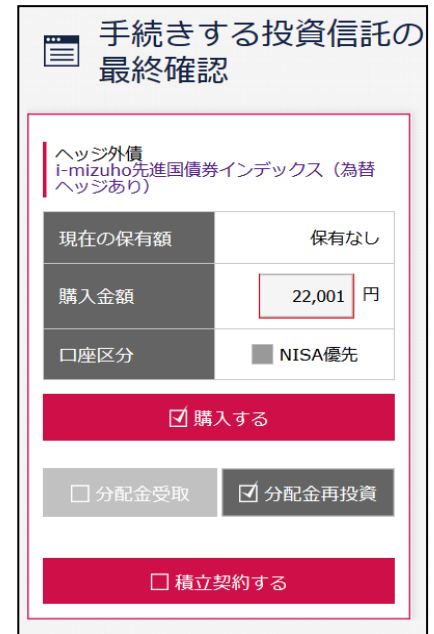 手続きする投資信託の
最終確認
ヘッジ外債
i-mizuho先進国債券インデックス（為替
ヘッジあり）
現在の保有額 保有なし
購入金額 22,001 円
口座区分 NISA優先
購入する
分配金受取 分配金再投資
積立契約する